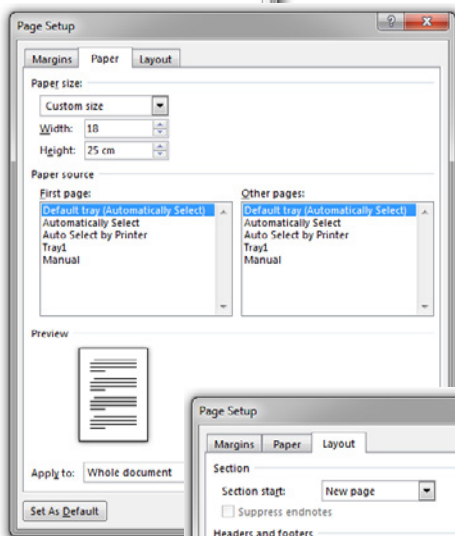 Page Setup
Margins Paper Layout
Paper size:
Custom size
Width: 18
Height: 25 cm
Paper source
First page: Other pages:
Default tray (Automatically Select) Default tray (Automatically Select)
Automatically Select Automatically Select
Auto Select by Printer Auto Select by Printer
Tray1 Tray1
Manual Manual
Preview
Apply to: Whole document
Set As Default
Page Setup
Margins Paper Layout
Section
Section start: New page
Suppress endnotes
Headers and footers